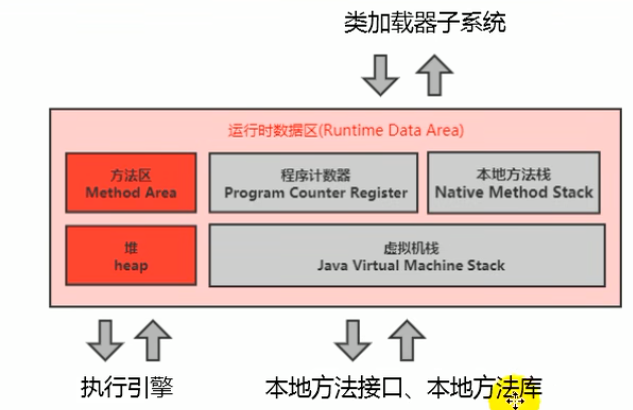 类加载器子系统
运行时数据区(Runtime Data Area)
方法区
Method Area
程序计数器
Program Counter Register
本地方法栈
Native Method Stack
堆
heap
虚拟机栈
Java Virtual Machine Stack
执行引擎
本地方法接口、本地方法库